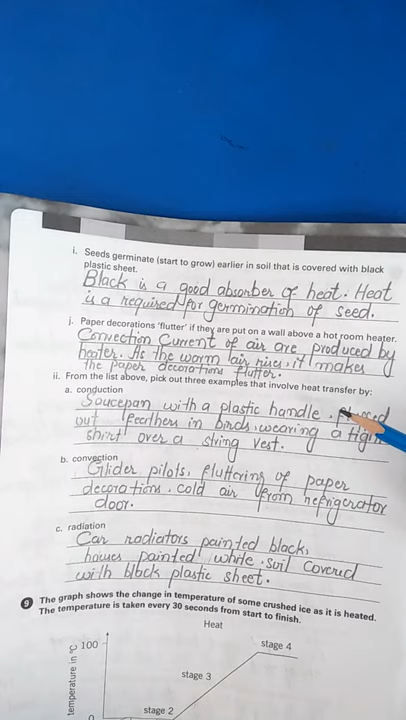 i. Seeds germinate (start to grow) earlier in soil that is covered with black
plastic sheet.
Black is a good absorber of heat. Heat
is a required for germination of seed.
j. Paper decorations 'flutter' if they are put on a wall above a hot room heater.
Convection Current of air are produced by
heater. As the warm air rises, it makes
the paper decorations flutter.
ii. From the list above, pick out three examples that involve heat transfer by:
a. conduction
Saucepan with a plastic handle.
out feathers in birds, wearing a
shirt over a string vest.
b. convection
Glider pilots, fluttering of paper
decorations. cold air from refrigerator
door.
c. radiation
Car radiators painted black,
houses painted white. soil covered
with black plastic sheet.
9 The graph shows the change in temperature of some crushed ice as it is heated.
The temperature is taken every 30 seconds from start to finish.
Heat
100
stage 4
stage 3
stage 2
0
temperature in °C